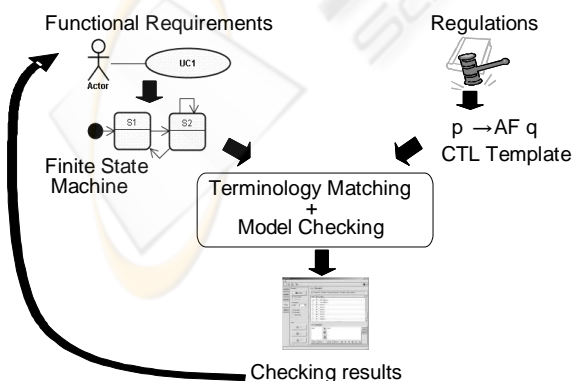 Functional Requirements
Regulations
UC1
Actor
S1
S2
p →AF q
CTL Template
Finite State
Machine
Terminology Matching
+
Model Checking
Checking results